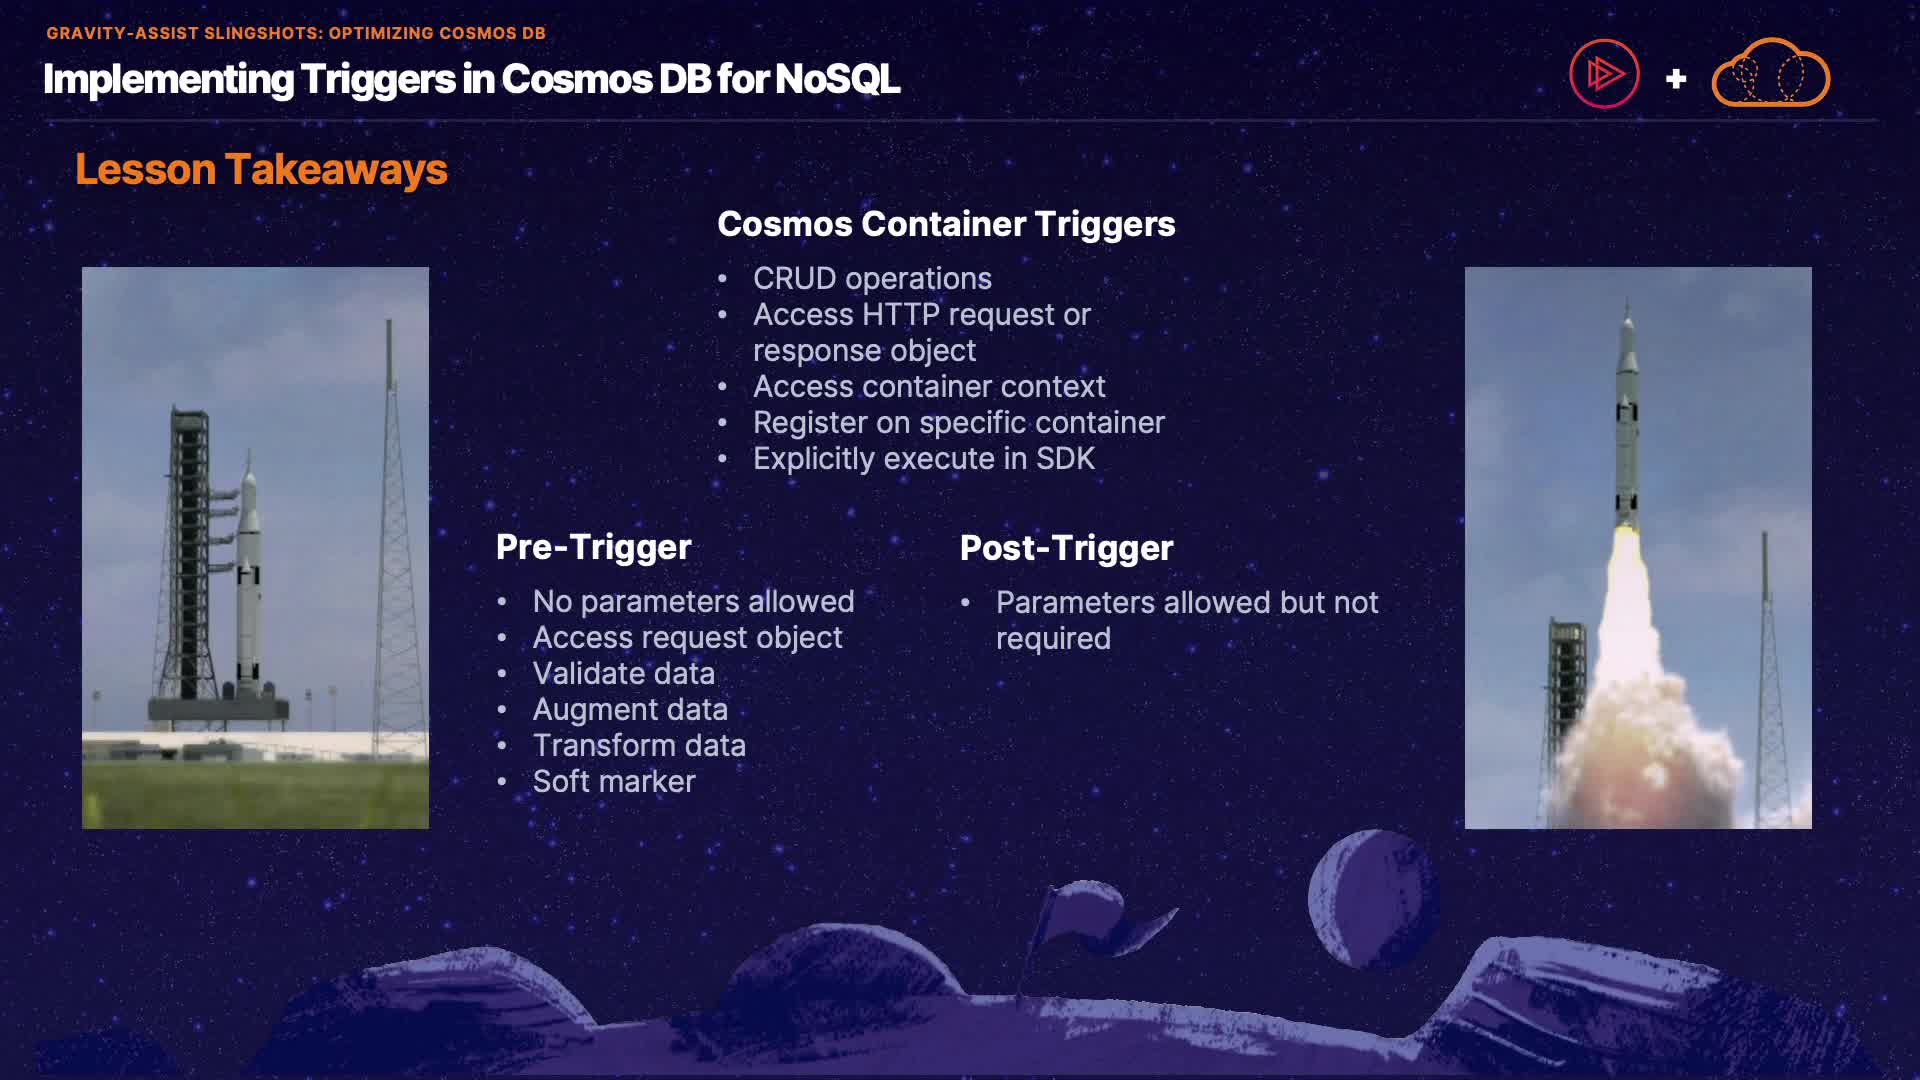 GRAVITY-ASSIST SLINGSHOTS: OPTIMIZING COSMOS DB
Implementing Triggers in Cosmos DB for NoSQL
+
Lesson Takeaways
Cosmos Container Triggers
• CRUD operations
• Access HTTP request or
response object
• Access container context
• Register on specific container
• Explicitly execute in SDK
Pre-Trigger
• No parameters allowed
• Access request object
• Validate data
• Augment data
• Transform data
• Soft marker
Post-Trigger
• Parameters allowed but not
required